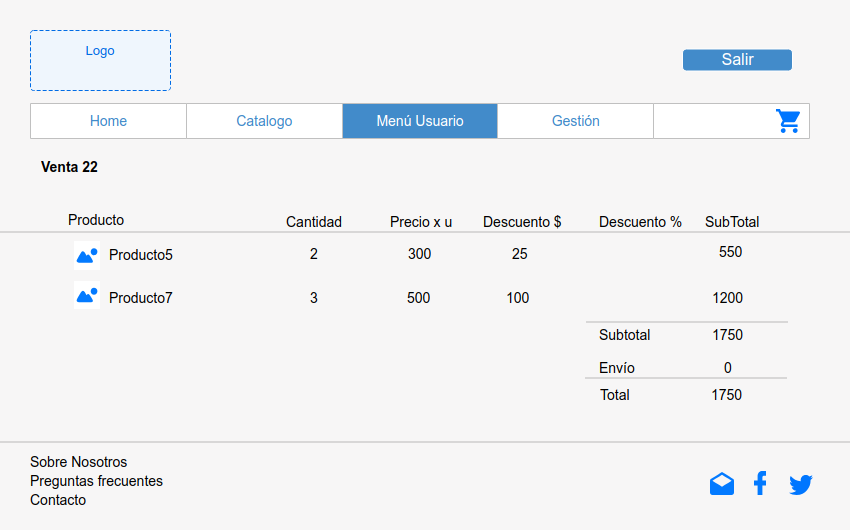 Logo
Salir
Home Catalogo Menú Usuario Gestión
Venta 22
Producto Cantidad Precio x u Descuento $ Descuento % SubTotal
Producto5 2 300 25 550
Producto7 3 500 100 1200
Subtotal 1750
Envío 0
Total 1750
Sobre Nosotros
Preguntas frecuentes
Contacto